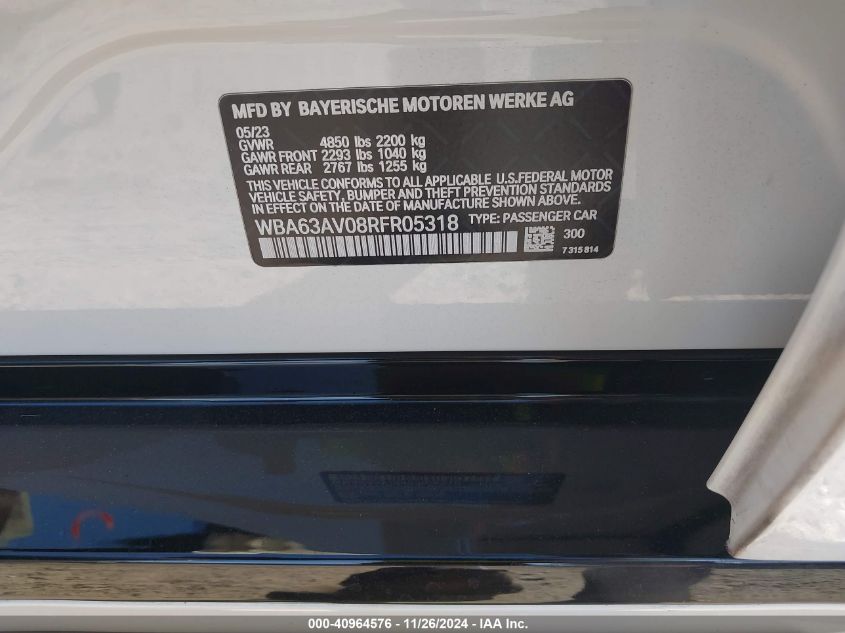 MFD BY BAYERISCHE MOTOREN WERKE AG
05/23
GVWR 4850 lbs 2200 kg
GAWR FRONT 2293 lbs 1040 kg
GAWR REAR 2767 lbs 1255 kg
THIS VEHICLE CONFORMS TO ALL APPLICABLE U.S.FEDERAL MOTOR
VEHICLE SAFETY, BUMPER AND THEFT PREVENTION STANDARDS
IN EFFECT ON THE DATE OF MANUFACTURE SHOWN ABOVE.
WBA63AV08RFR05318 TYPE: PASSENGER CAR
300
7315814
000-40964576 - 11/26/2024 - IAA Inc.